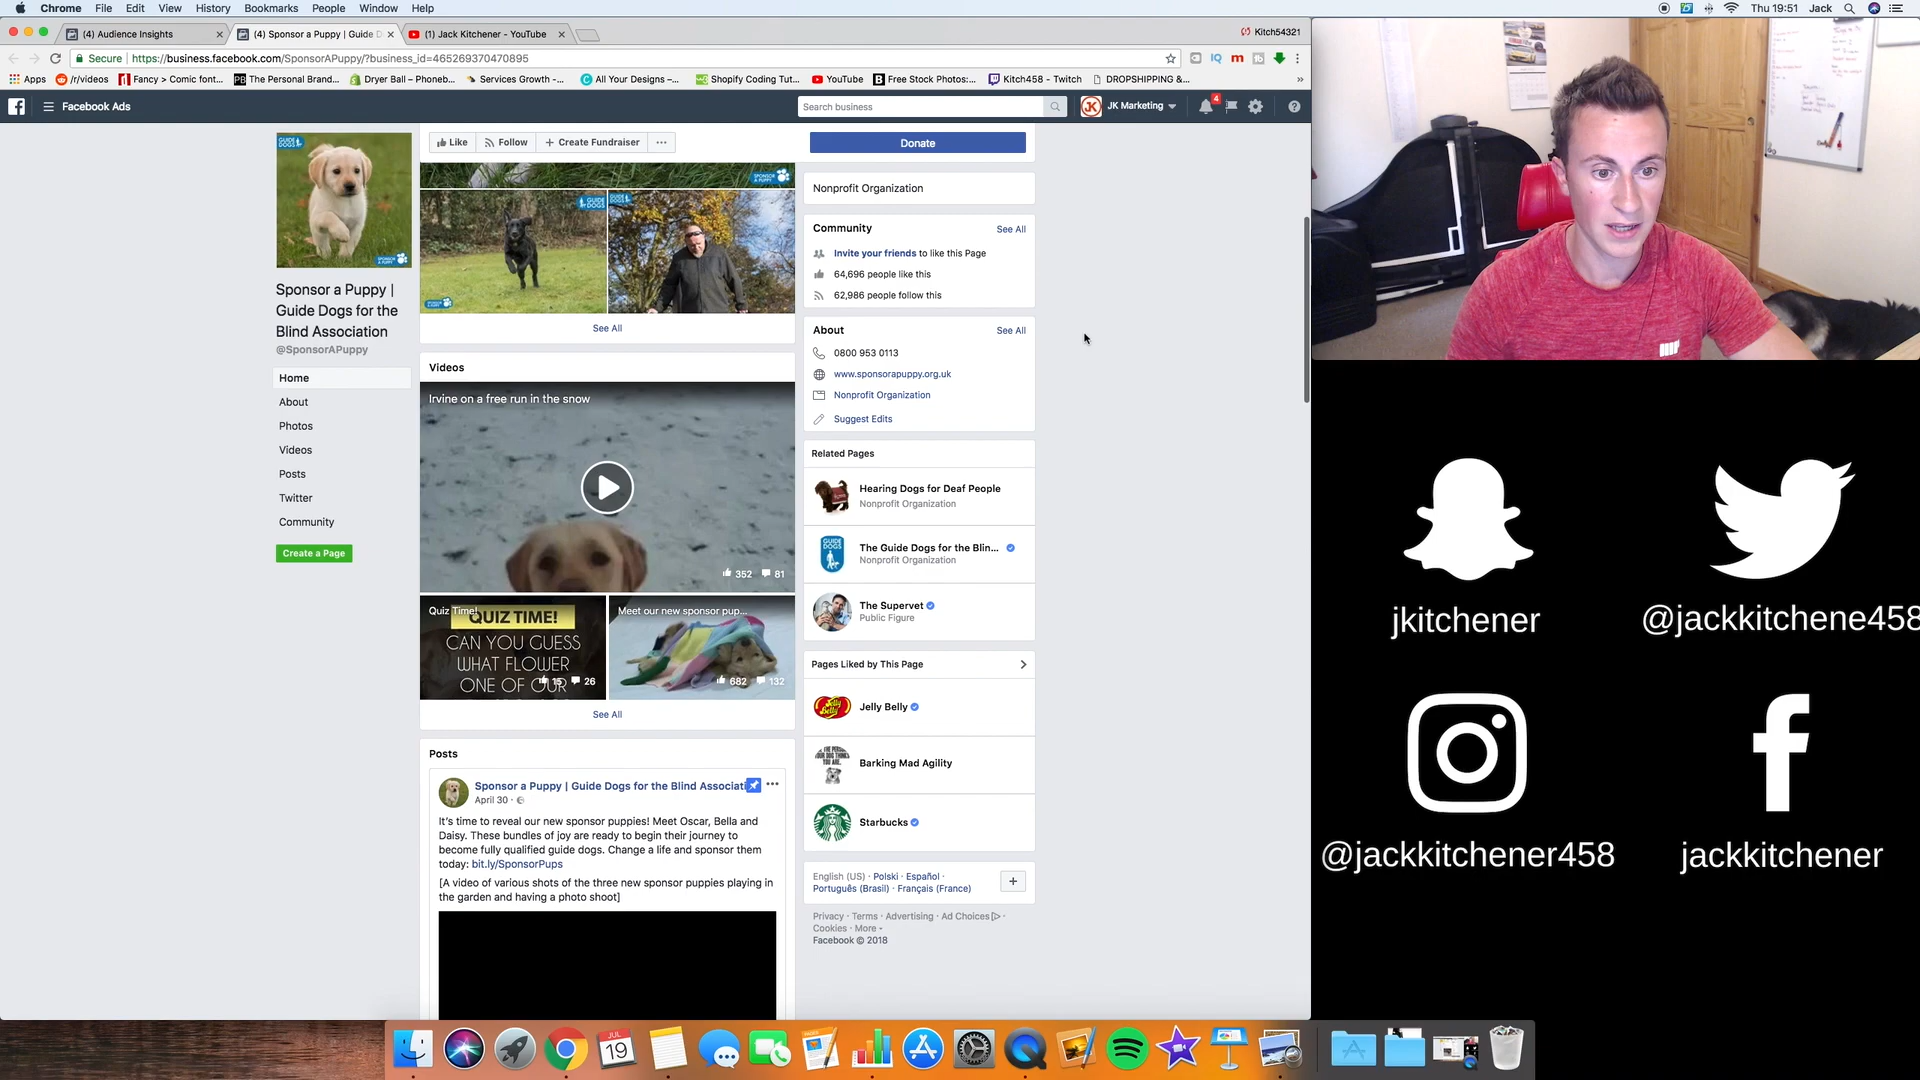 Chrome File Edit View History Bookmarks People Window Help
Thu 19:51 Jack
(4) Audience Insights
(4) Sponsor a Puppy | Guide D
(1) Jack Kitchener - YouTube
Kitch54321
Secure https://business.facebook.com/SponsorAPuppy/?business_id=465269370470895
Apps /r/videos Fancy > Comic font... The Personal Brand... Dryer Ball – Phoneb... Services Growth -... All Your Designs –... Shopify Coding Tut... YouTube Free Stock Photos:... Kitch458 - Twitch DROPSHIPPING &...
Facebook Ads
Search business
JK Marketing
4
Like
Follow
Create Fundraiser
Donate
Sponsor a Puppy |
Guide Dogs for the
Blind Association
@SponsorAPuppy
Home
About
Photos
Videos
Posts
Twitter
Community
Create a Page
See All
Videos
Irvine on a free run in the snow
352 81
Quiz Time!
QUIZ TIME!
CAN YOU GUESS
WHAT FLOWER
ONE OF OUR
15 26
Meet our new sponsor pup...
682 132
See All
Posts
Sponsor a Puppy | Guide Dogs for the Blind Associati
April 30
It's time to reveal our new sponsor puppies! Meet Oscar, Bella and
Daisy. These bundles of joy are ready to begin their journey to
become fully qualified guide dogs. Change a life and sponsor them
today: bit.ly/SponsorPups
[A video of various shots of the three new sponsor puppies playing in
the garden and having a photo shoot]
Nonprofit Organization
Community See All
Invite your friends to like this Page
64,696 people like this
62,986 people follow this
About See All
0800 953 0113
www.sponsorapuppy.org.uk
Nonprofit Organization
Suggest Edits
Related Pages
Hearing Dogs for Deaf People
Nonprofit Organization
The Guide Dogs for the Blin...
Nonprofit Organization
The Supervet
Public Figure
Pages Liked by This Page
Jelly Belly
Barking Mad Agility
Starbucks
English (US) · Polski · Español ·
Português (Brasil) · Français (France)
Privacy · Terms · Advertising · Ad Choices ·
Cookies · More
Facebook © 2018
jkitchener
@jackkitchene458
@jackkitchener458
jackkitchener
JUL
19